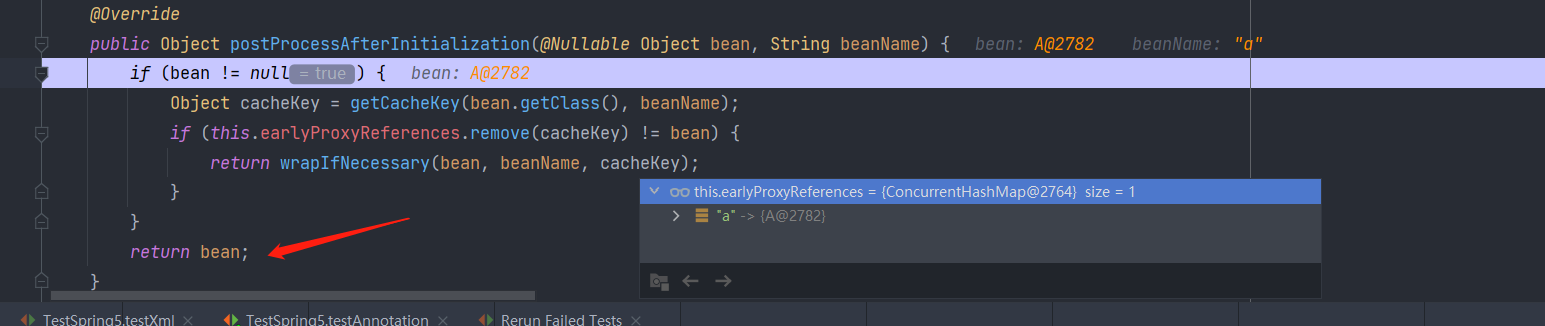 @Override
public Object postProcessAfterInitialization(@Nullable Object bean, String beanName) {   bean: A@2782   beanName: "a"
if (bean != null = true ) {   bean: A@2782
Object cacheKey = getCacheKey(bean.getClass(), beanName);
if (this.earlyProxyReferences.remove(cacheKey) != bean) {
return wrapIfNecessary(bean, beanName, cacheKey);
}
this.earlyProxyReferences = {ConcurrentHashMap@2764} size = 1
"a" -> {A@2782}
}
return bean;
}
TestSpring5.testXml × TestSpring5.testAnnotation × Rerun Failed Tests ×